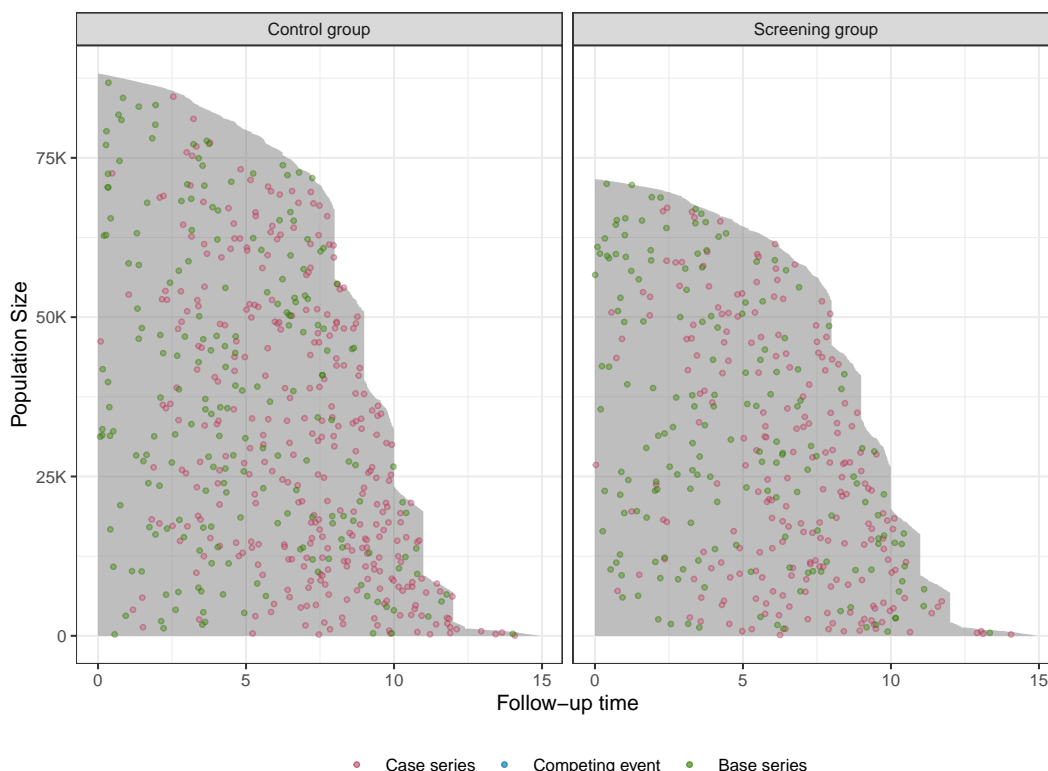 Control group
Screening group
Population Size
75K
50K
25K
0
0 5 10 15
0 5 10 15
Follow−up time
Case series Competing event Base series